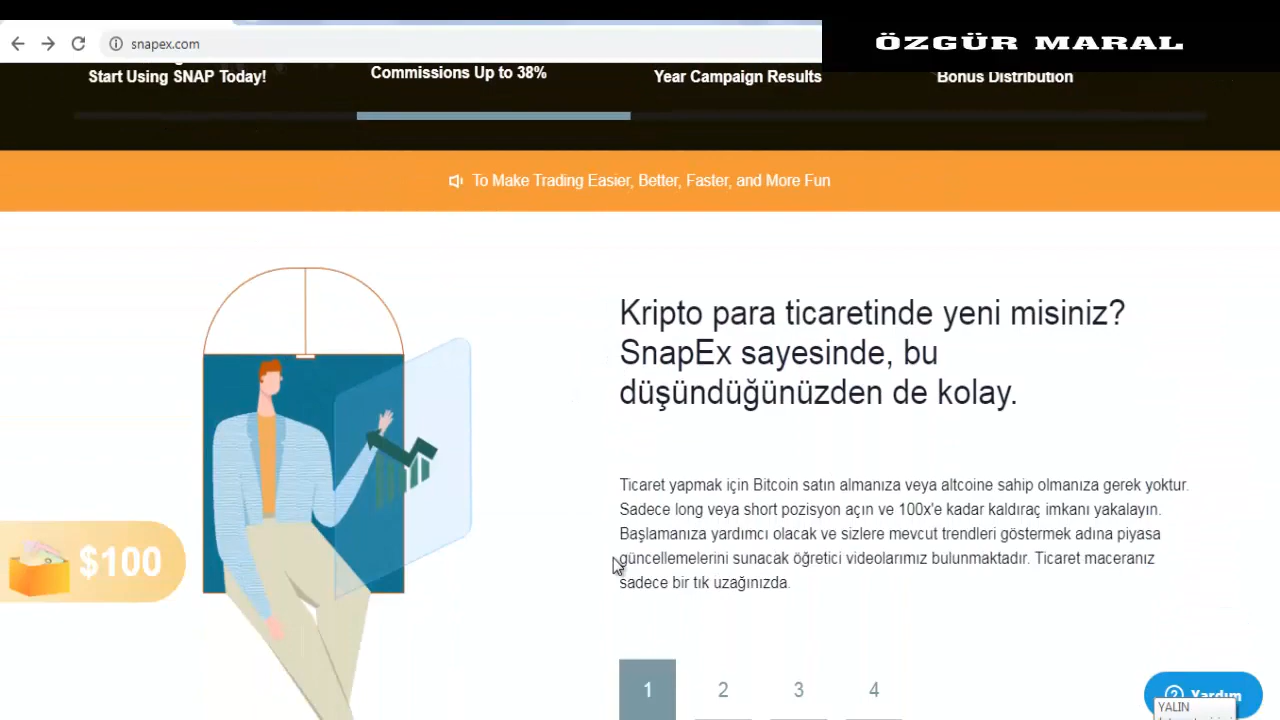 snapex.com
ÖZGÜR MARAL
Start Using SNAP Today!
Commissions Up to 38%
Year Campaign Results
Bonus Distribution
To Make Trading Easier, Better, Faster, and More Fun
Kripto para ticaretinde yeni misiniz?
SnapEx sayesinde, bu
düşündüğünüzden de kolay.
Ticaret yapmak için Bitcoin satın almanıza veya altcoine sahip olmanıza gerek yoktur.
Sadece long veya short pozisyon açın ve 100x'e kadar kaldıraç imkanı yakalayın.
Başlamanıza yardımcı olacak ve sizlere mevcut trendleri göstermek adına piyasa
güncellemelerini sunacak öğretici videolarımız bulunmaktadır. Ticaret maceranız
sadece bir tık uzağınızda.
$100
1 2 3 4
Yardım
YALIN